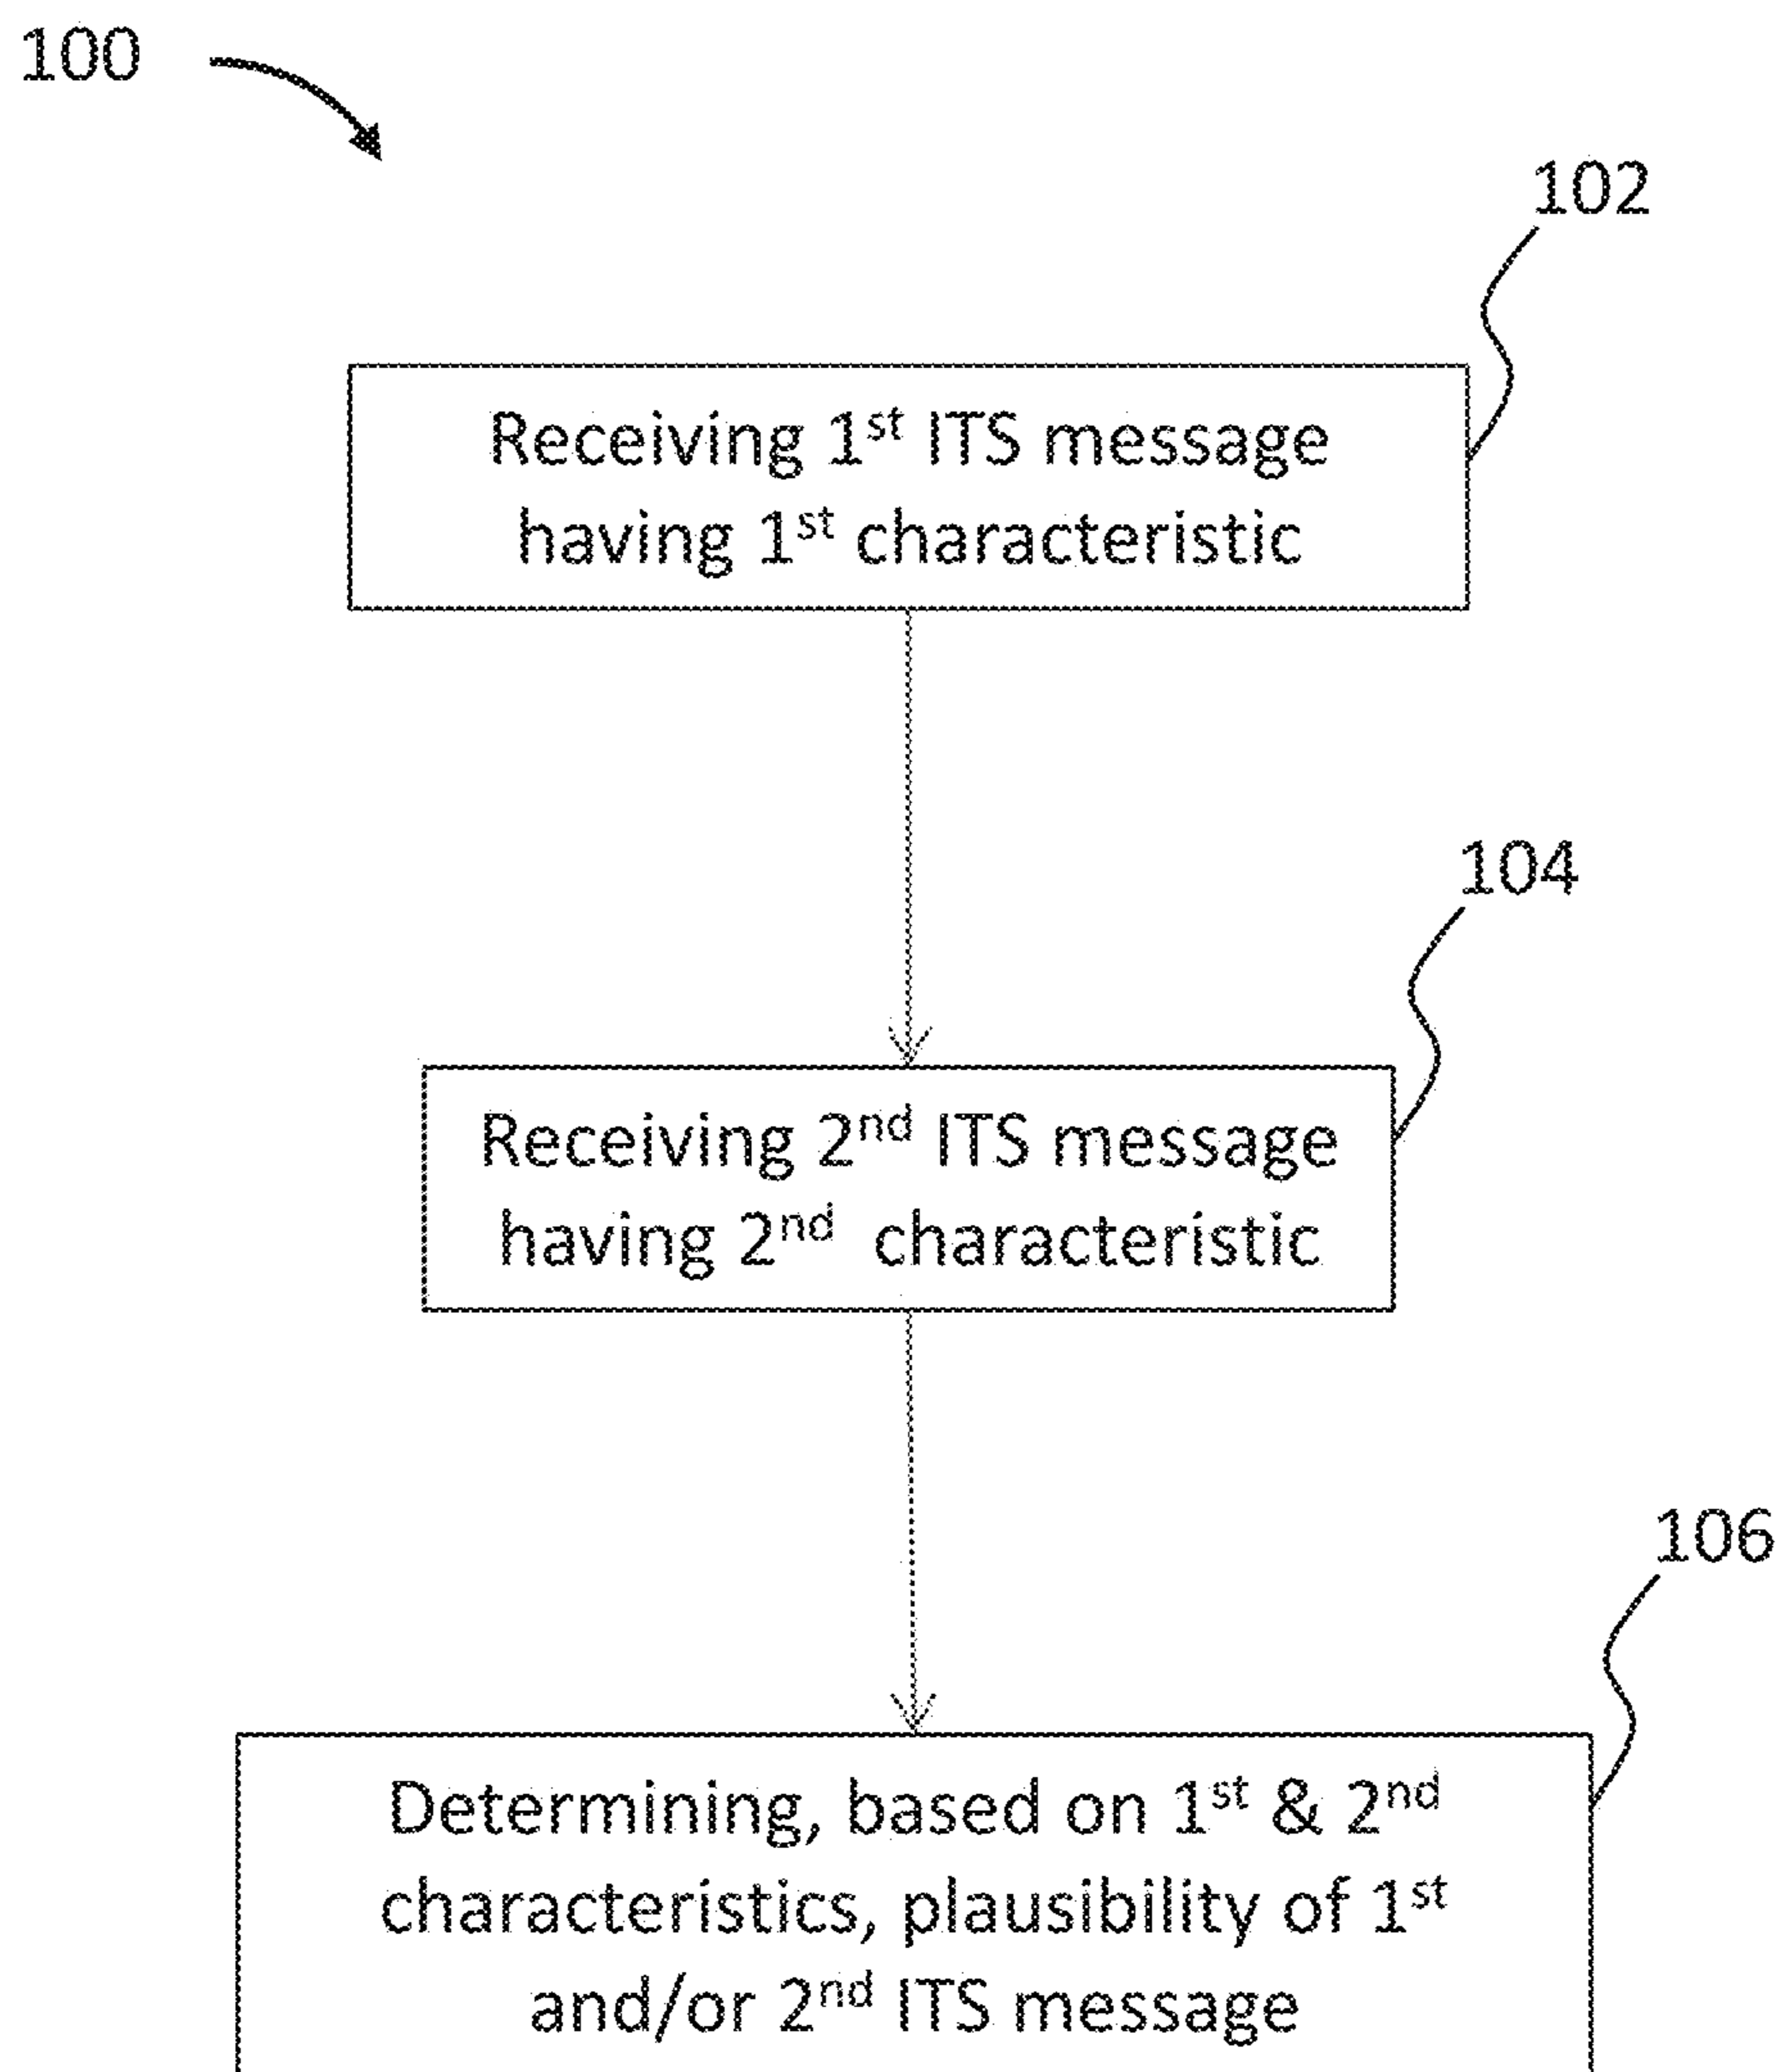 100
102
Receiving 1st ITS message
having 1st characteristic
104
Receiving 2nd ITS message
having 2nd characteristic
106
Determining, based on 1st & 2nd
characteristics, plausibility of 1st
and/or 2nd ITS message